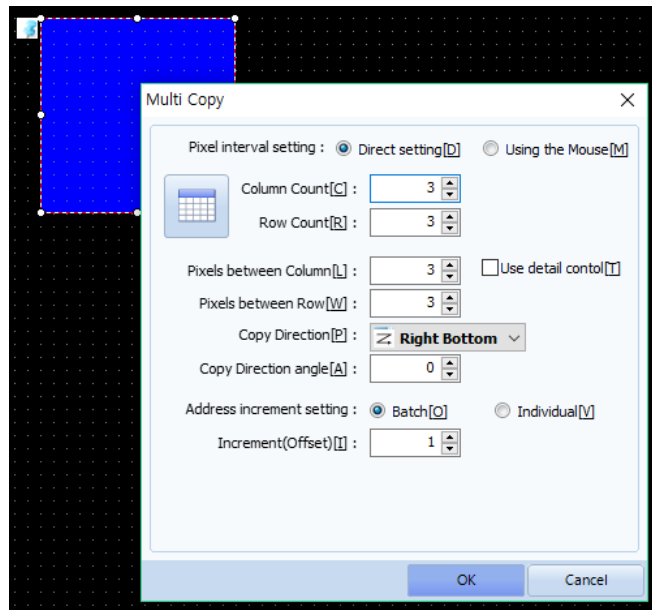 Multi Copy
Pixel interval setting : Direct setting[D] Using the Mouse[M]
Column Count[C] : 3
Row Count[R] : 3
Pixels between Column[L] : 3 Use detail contol[T]
Pixels between Row[W] : 3
Copy Direction[P] : Right Bottom
Copy Direction angle[A] : 0
Address increment setting : Batch[O] Individual[V]
Increment(Offset)[I] : 1
OK Cancel